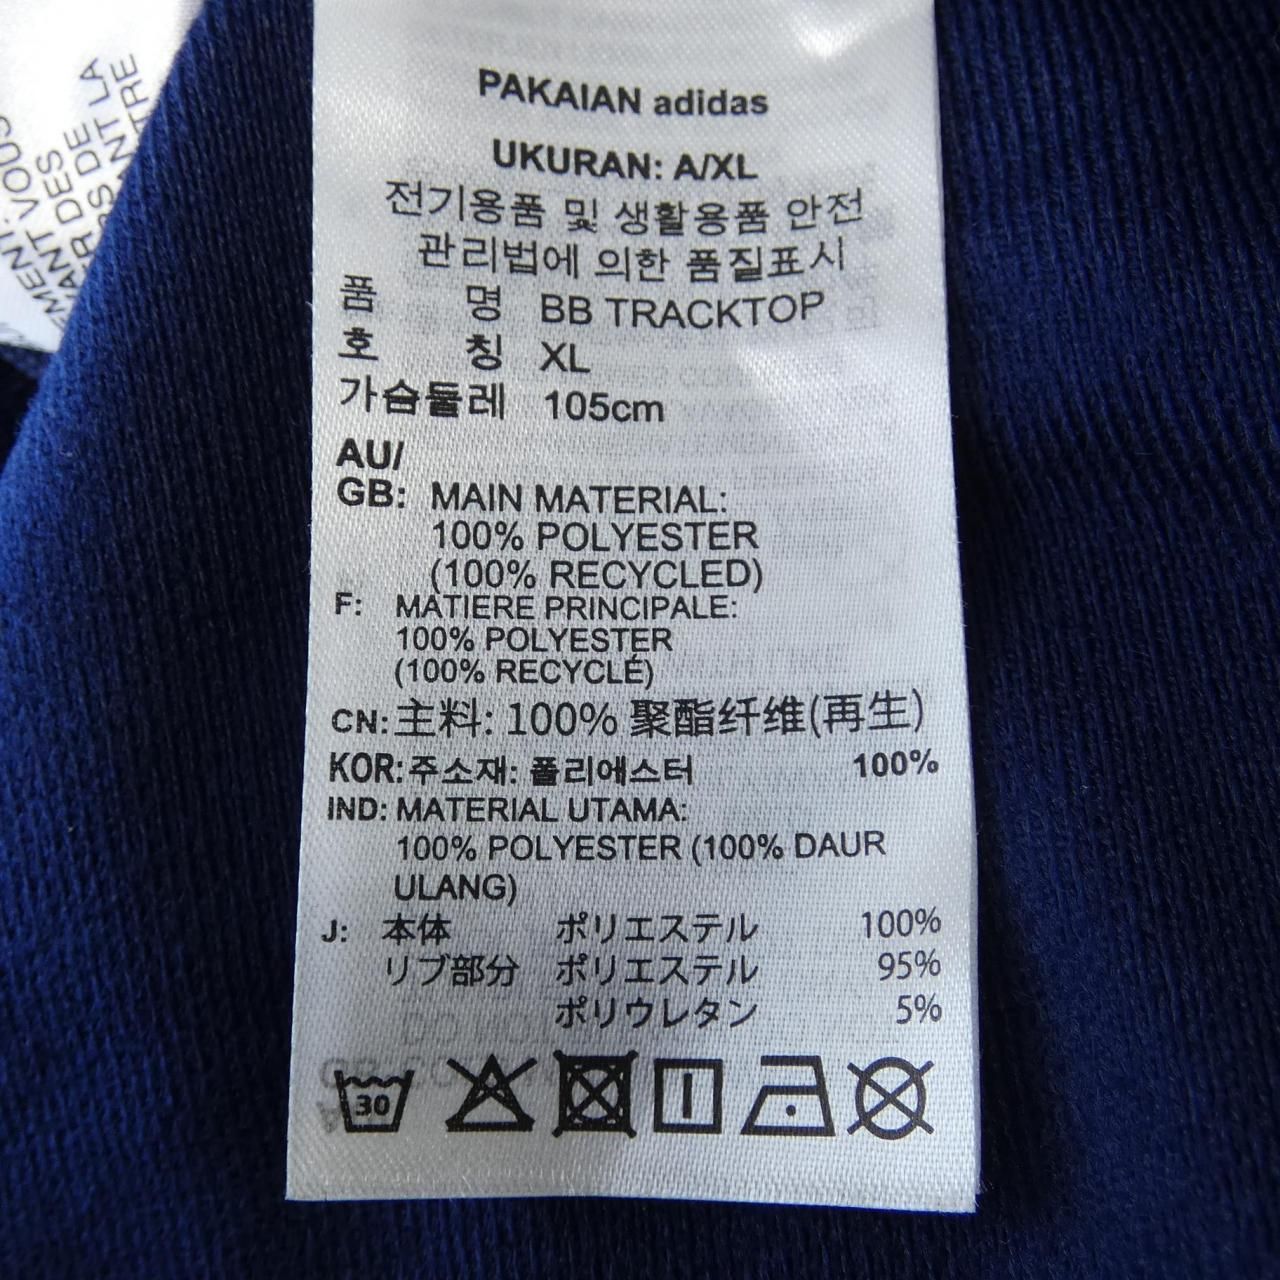 PAKAIAN adidas
UKURAN: A/XL
전기용품 및 생활용품 안전
관리법에 의한 품질표시
품 명 BB TRACKTOP
호 칭 XL
가슴둘레 105cm
AU/
GB: MAIN MATERIAL:
100% POLYESTER
(100% RECYCLED)
F: MATIERE PRINCIPALE:
100% POLYESTER
(100% RECYCLÉ)
CN: 主料: 100% 聚酯纤维(再生)
KOR: 주소재: 폴리에스터 100%
IND: MATERIAL UTAMA:
100% POLYESTER (100% DAUR
ULANG)
J: 本体 ポリエステル 100%
リブ部分 ポリエステル 95%
ポリウレタン 5%
30